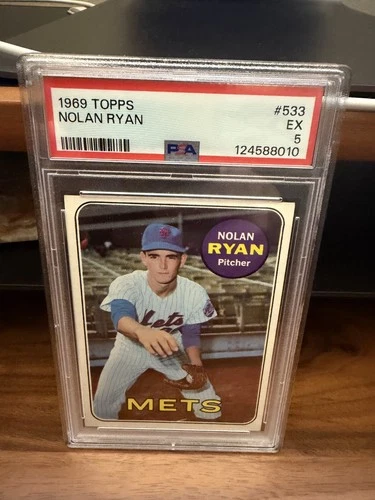 1969 TOPPS
NOLAN RYAN
#533
EX
5
PSA
124588010
NOLAN
RYAN
Pitcher
Mets
METS